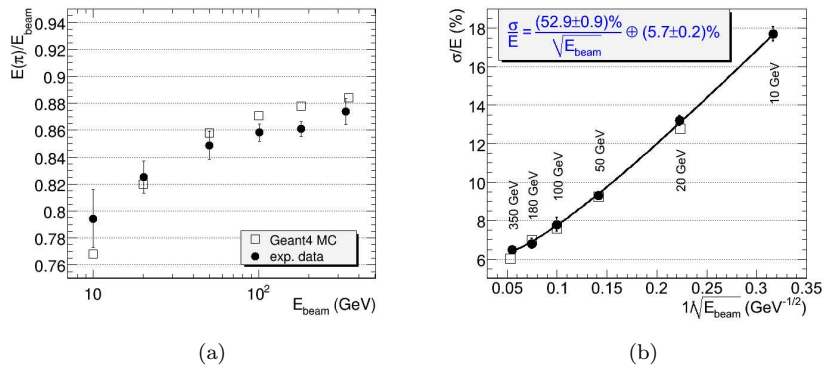 E(π)/E_beam
0.94
0.92
0.9
0.88
0.86
0.84
0.82
0.8
0.78
0.76
Geant4 MC
exp. data
10
10²
E_beam (GeV)
(a)
σ/E (%)
18
16
14
12
10
8
6
σ/E = (52.9±0.9)%/√E_beam ⊕ (5.7±0.2)%
350 GeV
180 GeV
100 GeV
50 GeV
20 GeV
10 GeV
0.05
0.1
0.15
0.2
0.25
0.3
0.35
1/√E_beam (GeV^-1/2)
(b)